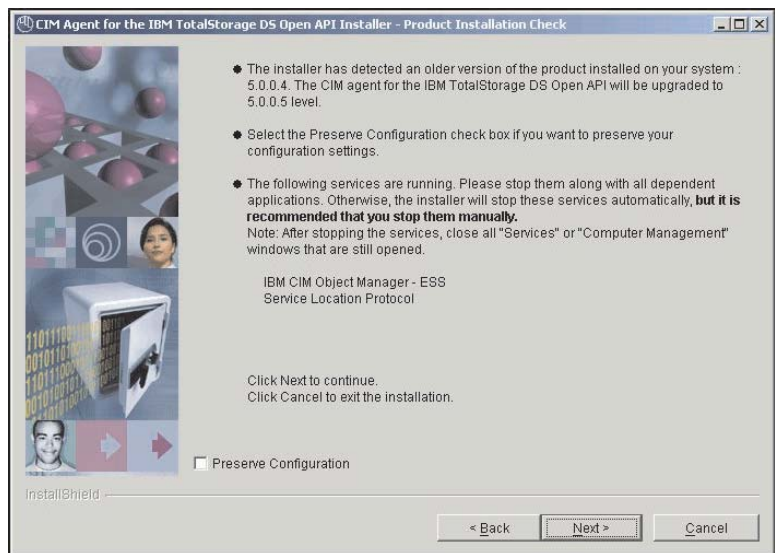 CIM Agent for the IBM TotalStorage DS Open API Installer - Product Installation Check
The installer has detected an older version of the product installed on your system :
5.0.0.4. The CIM agent for the IBM TotalStorage DS Open API will be upgraded to
5.0.0.5 level.
Select the Preserve Configuration check box if you want to preserve your
configuration settings.
The following services are running. Please stop them along with all dependent
applications. Otherwise, the installer will stop these services automatically, but it is
recommended that you stop them manually.
Note: After stopping the services, close all "Services" or "Computer Management"
windows that are still opened.
IBM CIM Object Manager - ESS
Service Location Protocol
Click Next to continue.
Click Cancel to exit the installation.
Preserve Configuration
InstallShield
< Back
Next >
Cancel